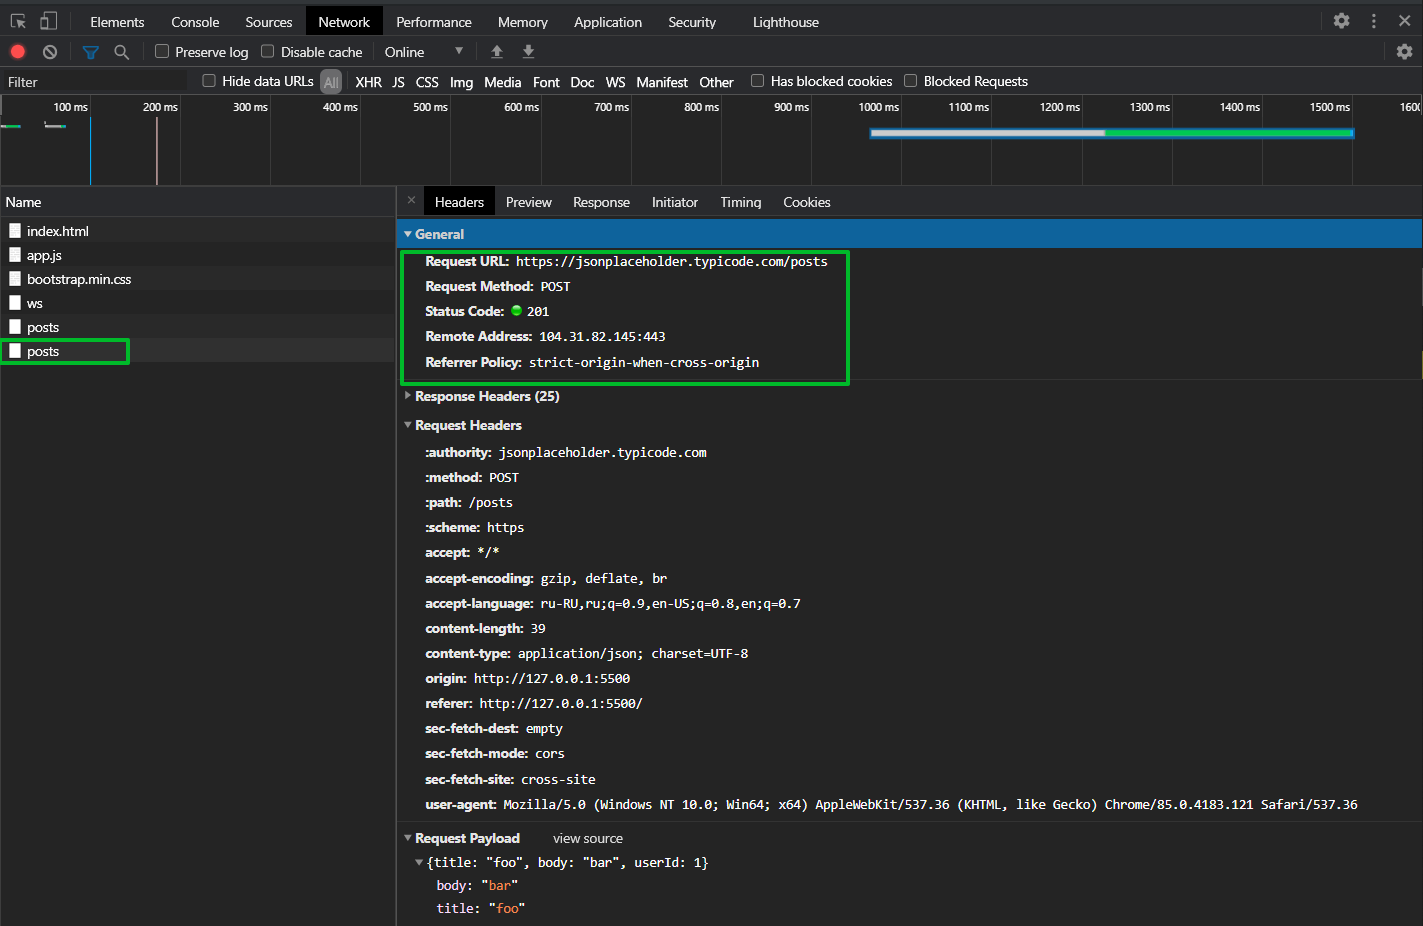 Elements Console Sources Network Performance Memory Application Security Lighthouse
Preserve log Disable cache Online
Filter Hide data URLs All XHR JS CSS Img Media Font Doc WS Manifest Other Has blocked cookies Blocked Requests
100 ms 200 ms 300 ms 400 ms 500 ms 600 ms 700 ms 800 ms 900 ms 1000 ms 1100 ms 1200 ms 1300 ms 1400 ms 1500 ms
Name
index.html
app.js
bootstrap.min.css
ws
posts
posts
Headers Preview Response Initiator Timing Cookies
General
Request URL: https://jsonplaceholder.typicode.com/posts
Request Method: POST
Status Code: 201
Remote Address: 104.31.82.145:443
Referrer Policy: strict-origin-when-cross-origin
Response Headers (25)
Request Headers
:authority: jsonplaceholder.typicode.com
:method: POST
:path: /posts
:scheme: https
accept: */*
accept-encoding: gzip, deflate, br
accept-language: ru-RU,ru;q=0.9,en-US;q=0.8,en;q=0.7
content-length: 39
content-type: application/json; charset=UTF-8
origin: http://127.0.0.1:5500
referer: http://127.0.0.1:5500/
sec-fetch-dest: empty
sec-fetch-mode: cors
sec-fetch-site: cross-site
user-agent: Mozilla/5.0 (Windows NT 10.0; Win64; x64) AppleWebKit/537.36 (KHTML, like Gecko) Chrome/85.0.4183.121 Safari/537.36
Request Payload view source
{title: "foo", body: "bar", userId: 1}
body: "bar"
title: "foo"